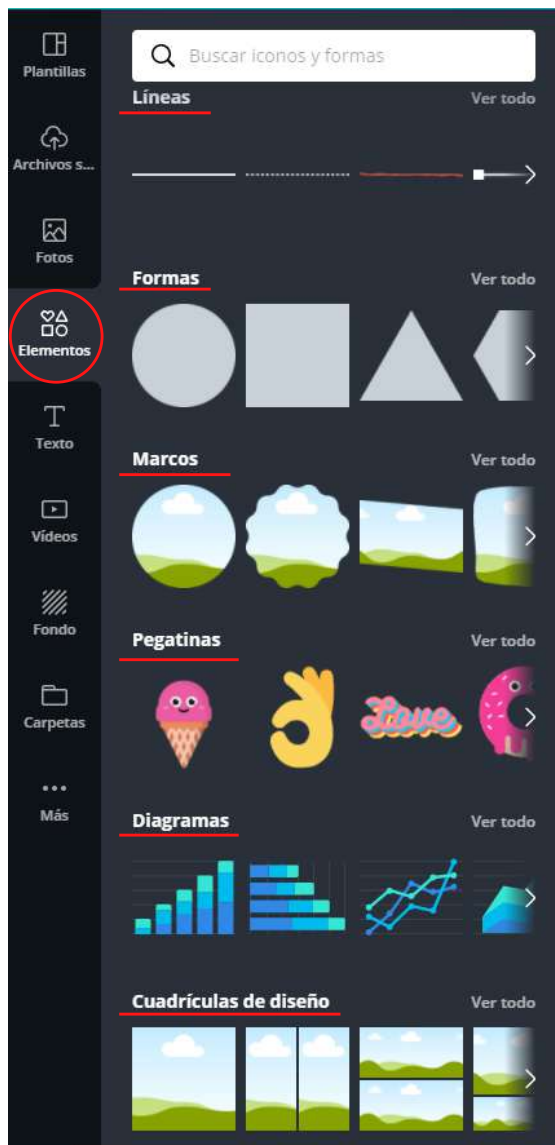 Plantillas
Archivos s...
Fotos
Elementos
Texto
Vídeos
Fondo
Carpetas
Más
Buscar iconos y formas
Líneas Ver todo
Formas Ver todo
Marcos Ver todo
Pegatinas Ver todo
Love
Diagramas Ver todo
Cuadrículas de diseño Ver todo